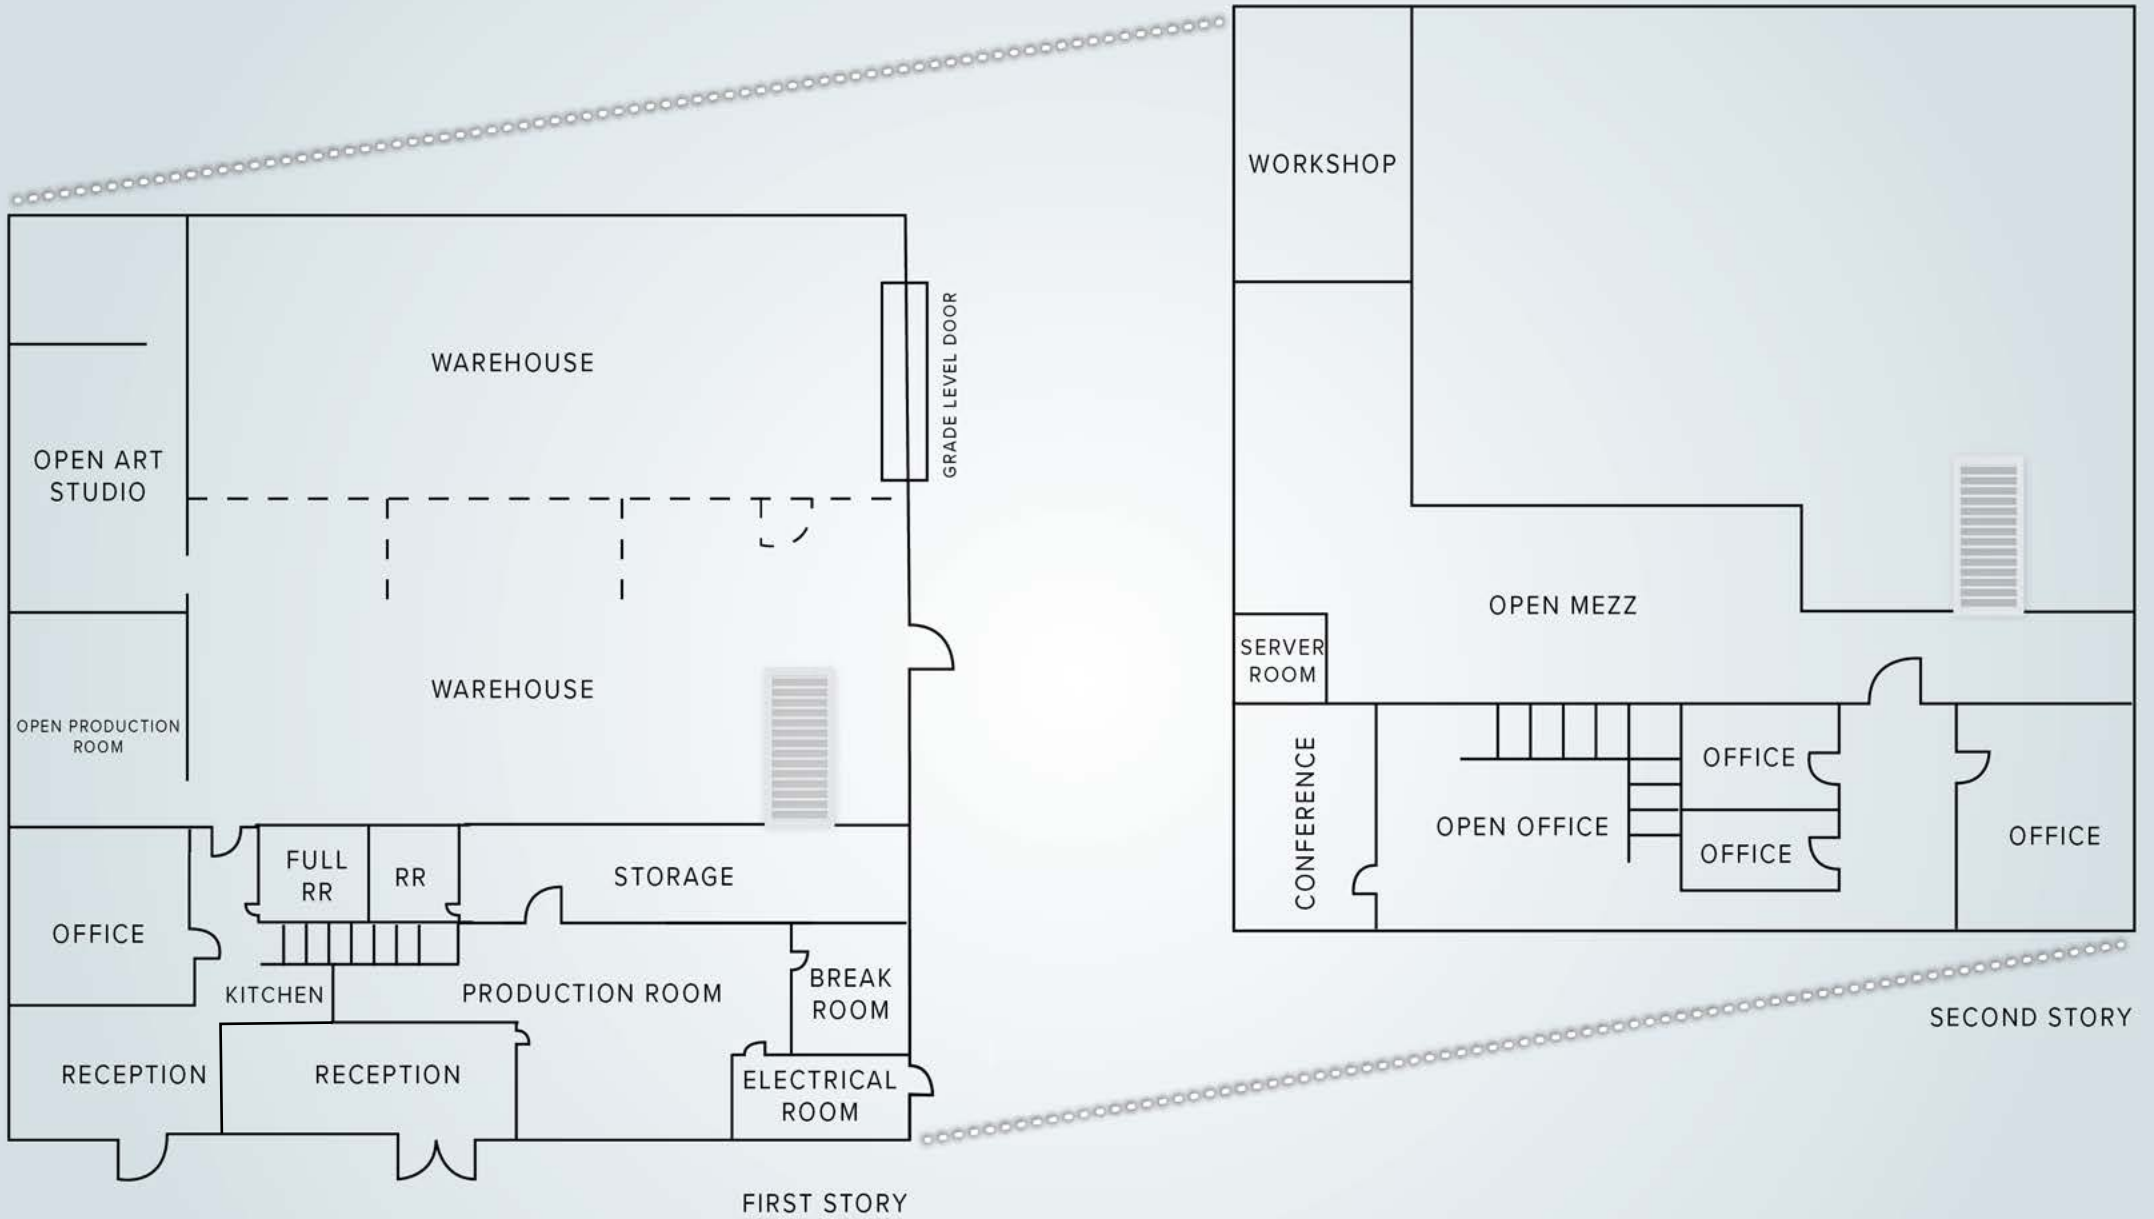 WAREHOUSE
GRADE LEVEL DOOR
OPEN ART
STUDIO
WAREHOUSE
OPEN PRODUCTION
ROOM
FULL
RR
RR
STORAGE
OFFICE
KITCHEN
PRODUCTION ROOM
BREAK
ROOM
RECEPTION
RECEPTION
ELECTRICAL
ROOM
FIRST STORY
WORKSHOP
OPEN MEZZ
SERVER
ROOM
CONFERENCE
OPEN OFFICE
OFFICE
OFFICE
OFFICE
SECOND STORY